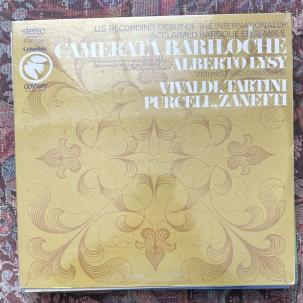 stereo
U.S. RECORDING DEBUT OF THE INTERNATIONALLY
ACCLAIMED BAROQUE ENSEMBLE
Columbia
CAMERATA BARILOCHE
ALBERTO LYSY
VIOLINIST AND CONDUCTOR
odyssey
VIVALDI, TARTINI
PURCELL, ZANETTI